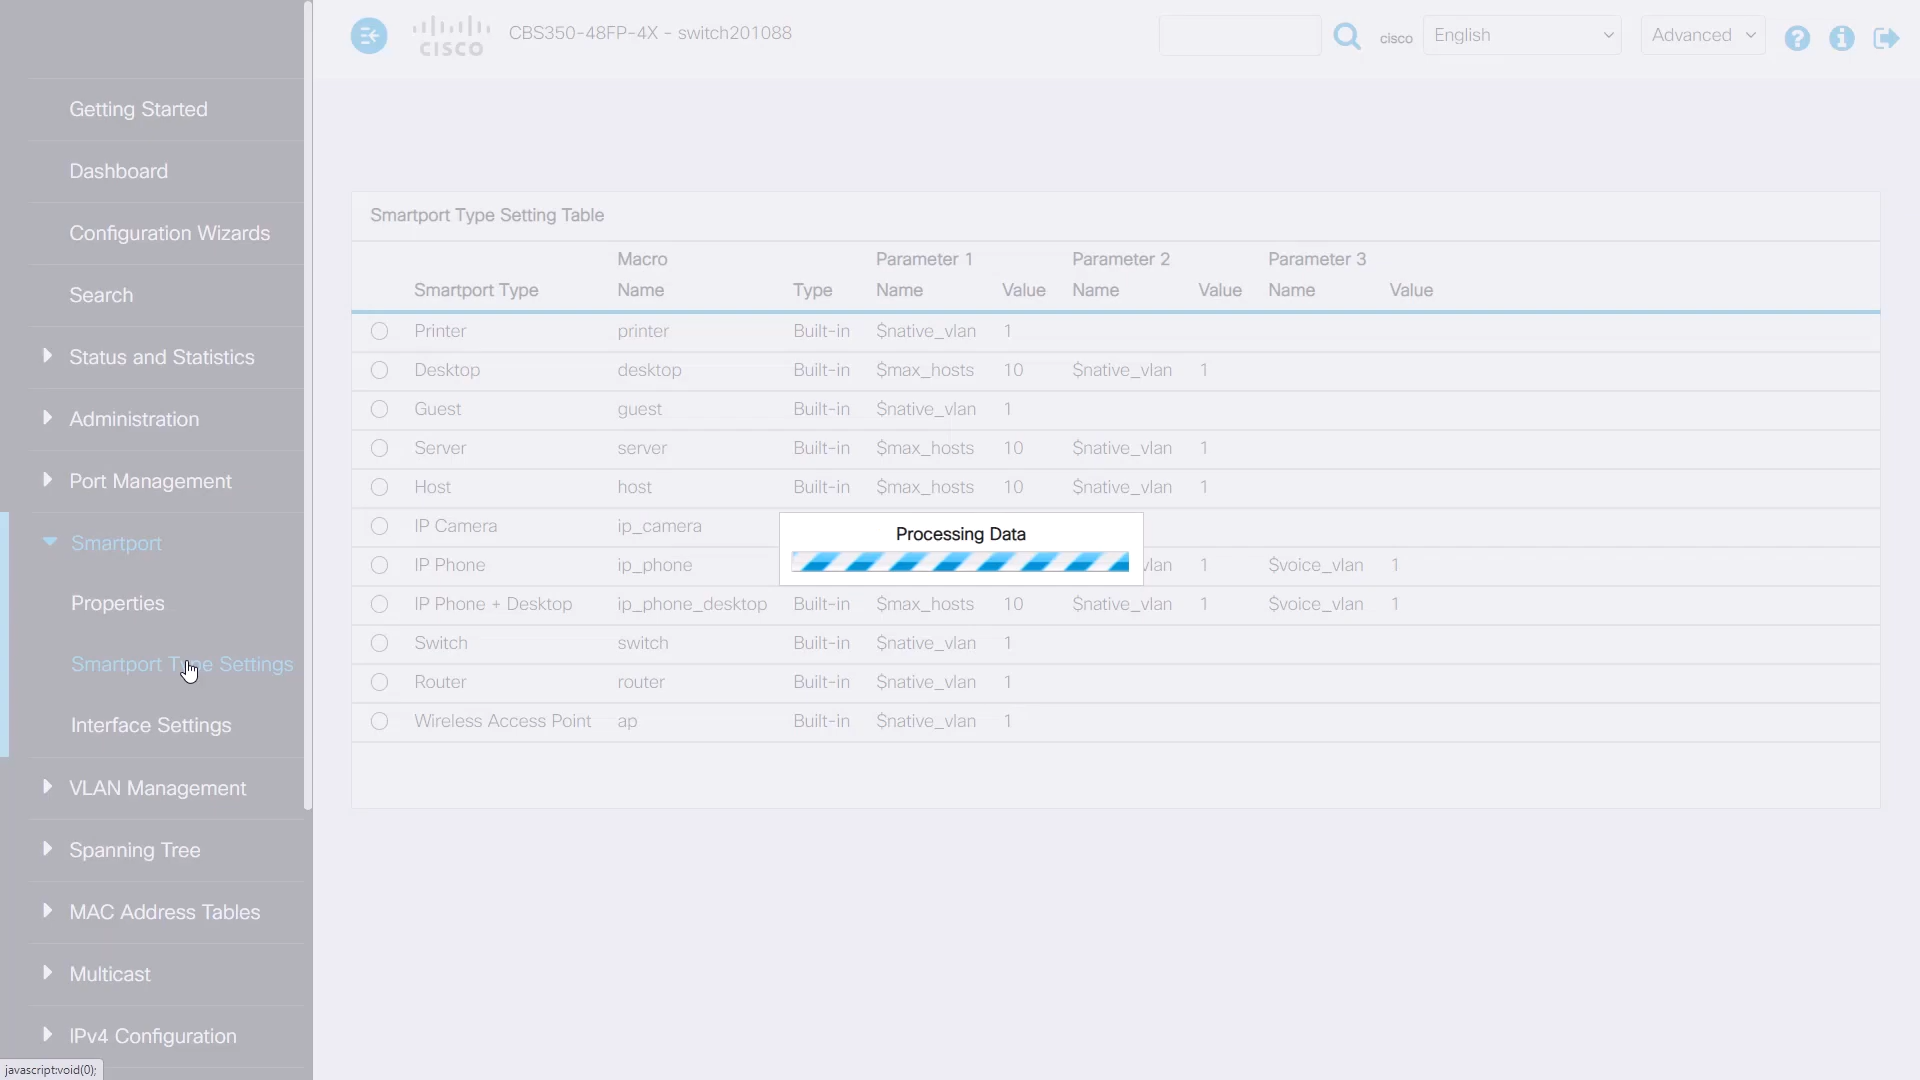 CISCO
CBS350-48FP-4X - switch201088
cisco
English
Advanced
Getting Started
Dashboard
Configuration Wizards
Search
Status and Statistics
Administration
Port Management
Smartport
Properties
Smartport Type Settings
Interface Settings
VLAN Management
Spanning Tree
MAC Address Tables
Multicast
IPv4 Configuration
javascript:void(0);
Smartport Type Setting Table
Macro Parameter 1 Parameter 2 Parameter 3
Smartport Type Name Type Name Value Name Value Name Value
Printer printer Built-in $native_vlan 1
Desktop desktop Built-in $max_hosts 10 $native_vlan 1
Guest guest Built-in $native_vlan 1
Server server Built-in $max_hosts 10 $native_vlan 1
Host host Built-in $max_hosts 10 $native_vlan 1
IP Camera ip_camera
Processing Data
IP Phone ip_phone vlan 1 $voice_vlan 1
IP Phone + Desktop ip_phone_desktop Built-in $max_hosts 10 $native_vlan 1 $voice_vlan 1
Switch switch Built-in $native_vlan 1
Router router Built-in $native_vlan 1
Wireless Access Point ap Built-in $native_vlan 1